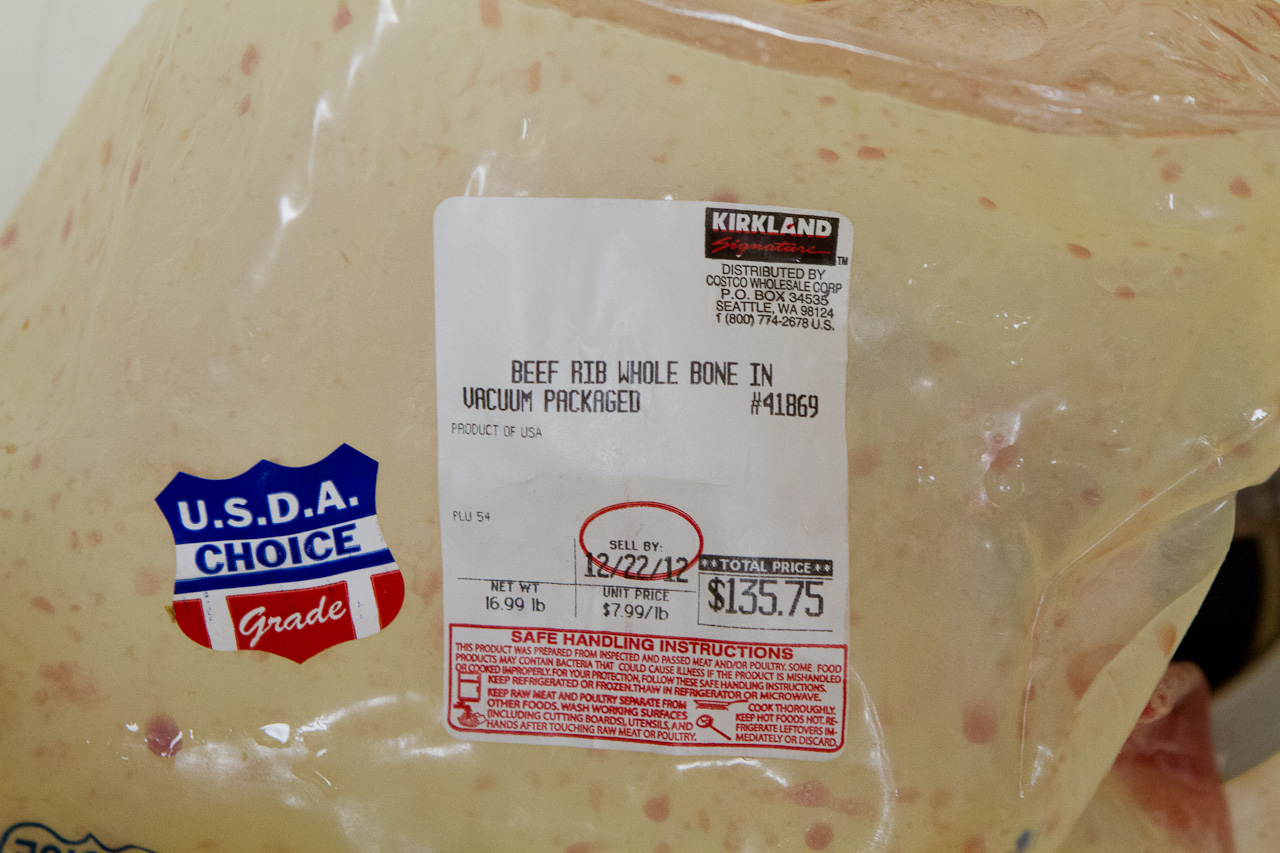 KIRKLAND
Signature
TM
DISTRIBUTED BY
COSTCO WHOLESALE CORP
P.O. BOX 34535
SEATTLE, WA 98124
1 (800) 774-2678 U.S.
BEEF RIB WHOLE BONE IN
VACUUM PACKAGED #41869
PRODUCT OF USA
PLU 54
SELL BY:
12/22/12
NET WT
16.99 lb
UNIT PRICE
$7.99/lb
**TOTAL PRICE**
$135.75
SAFE HANDLING INSTRUCTIONS
THIS PRODUCT WAS PREPARED FROM INSPECTED AND PASSED MEAT AND/OR POULTRY. SOME FOOD
PRODUCTS MAY CONTAIN BACTERIA THAT COULD CAUSE ILLNESS IF THE PRODUCT IS MISHANDLED
OR COOKED IMPROPERLY. FOR YOUR PROTECTION, FOLLOW THESE SAFE HANDLING INSTRUCTIONS.
KEEP REFRIGERATED OR FROZEN. THAW IN REFRIGERATOR OR MICROWAVE.
KEEP RAW MEAT AND POULTRY SEPARATE FROM
OTHER FOODS. WASH WORKING SURFACES
(INCLUDING CUTTING BOARDS), UTENSILS, AND
HANDS AFTER TOUCHING RAW MEAT OR POULTRY.
COOK THOROUGHLY.
KEEP HOT FOODS HOT. RE-
FRIGERATE LEFTOVERS IM-
MEDIATELY OR DISCARD.
U.S.D.A.
CHOICE
Grade